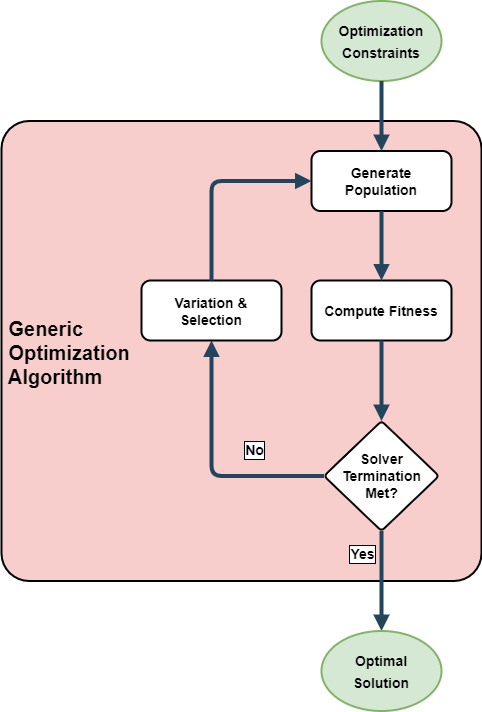 Optimization
Constraints
Generate
Population
Variation &
Selection
Compute Fitness
Generic
Optimization
Algorithm
No
Solver
Termination
Met?
Yes
Optimal
Solution